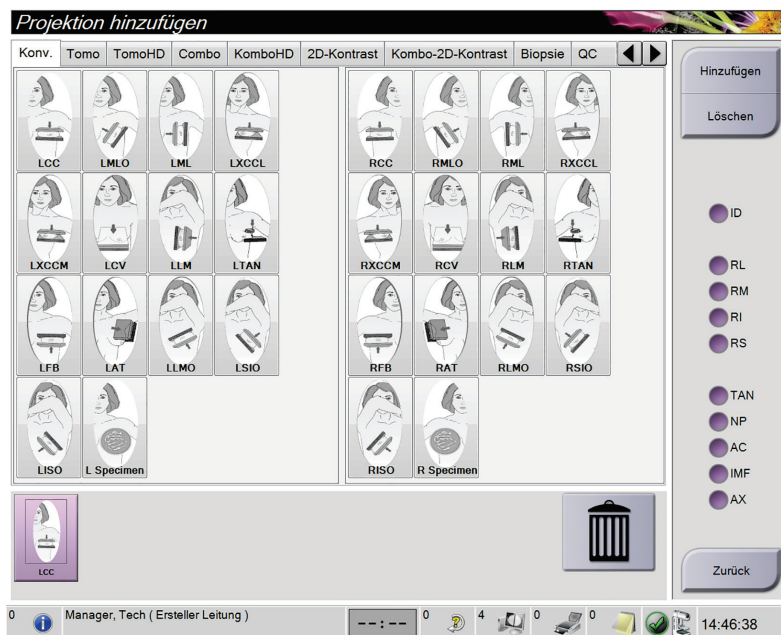 Projektion hinzufügen
Konv. Tomo TomoHD Combo KomboHD 2D-Kontrast Kombo-2D-Kontrast Biopsie QC
LCC LMLO LML LXCCL
RCC RMLO RML RXCCL
LXCCM LCV LLM LTAN
RXCCM RCV RLM RTAN
LFB LAT LLMO LSIO
RFB RAT RLMO RSIO
LISO L Specimen
RISO R Specimen
Hinzufügen
Löschen
ID
RL
RM
RI
RS
TAN
NP
AC
IMF
AX
LCC
Zurück
0 Manager, Tech ( Ersteller Leitung ) --:-- 0 4 0 0 14:46:38